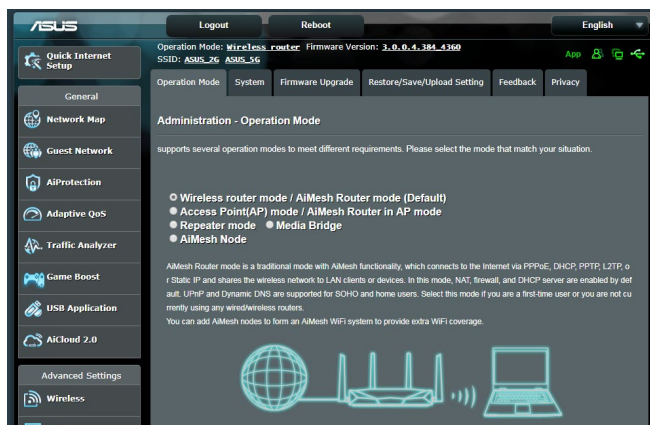 ASUS
Logout
Reboot
English
Quick Internet
Setup
Operation Mode: Wireless router Firmware Version: 3.0.0.4.384_4360
SSID: ASUS_2G ASUS_5G
App
Operation Mode
System
Firmware Upgrade
Restore/Save/Upload Setting
Feedback
Privacy
General
Network Map
Guest Network
AiProtection
Adaptive QoS
Traffic Analyzer
Game Boost
USB Application
AiCloud 2.0
Advanced Settings
Wireless
Administration - Operation Mode
supports several operation modes to meet different requirements. Please select the mode that match your situation.
Wireless router mode / AiMesh Router mode (Default)
Access Point(AP) mode / AiMesh Router in AP mode
Repeater mode Media Bridge
AiMesh Node
AiMesh Router mode is a traditional mode with AiMesh functionality, which connects to the Internet via PPPoE, DHCP, PPTP, L2TP, o
r Static IP and shares the wireless network to LAN clients or devices. In this mode, NAT, firewall, and DHCP server are enabled by def
ault. UPnP and Dynamic DNS are supported for SOHO and home users. Select this mode if you are a first-time user or you are not cu
rrently using any wired/wireless routers.
You can add AiMesh nodes to form an AiMesh WiFi system to provide extra WiFi coverage.